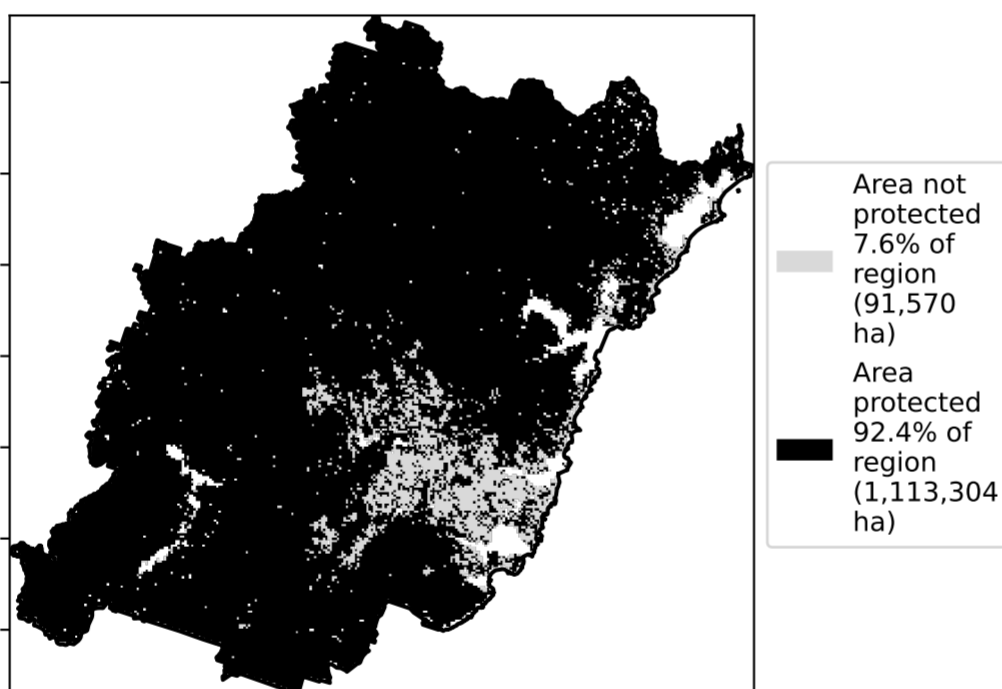 Area not
protected
7.6% of
region
(91,570
ha)
Area
protected
92.4% of
region
(1,113,304
ha)